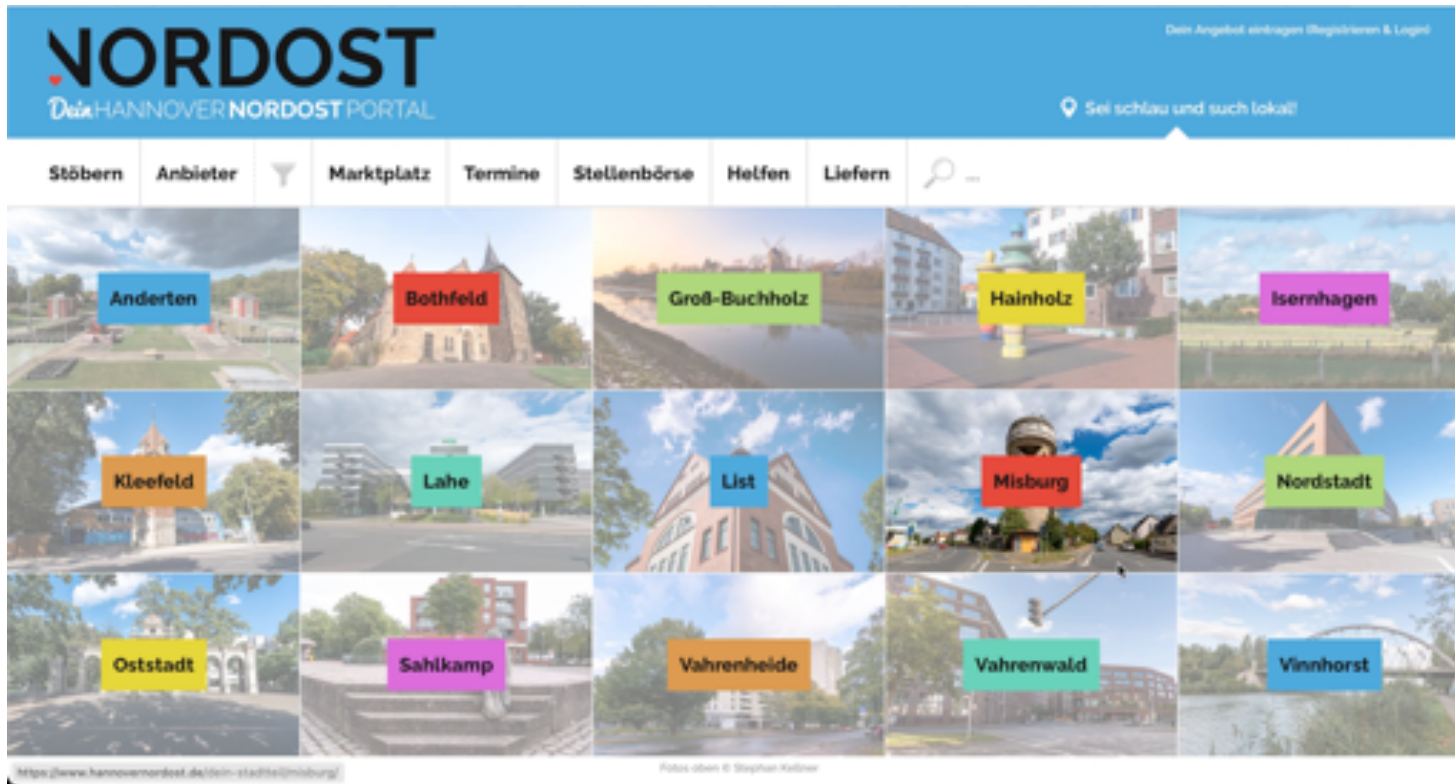 NORDOST
Dein HANNOVER NORDOST PORTAL
Dein Angebot eintragen (Registrieren & Login)
Sei schlau und such lokal!
Stöbern Anbieter Marktplatz Termine Stellenbörse Helfen Liefern ...
Anderten Bothfeld Groß-Buchholz Hainholz Isernhagen
Kleefeld Lahe List Misburg Nordstadt
Oststadt Sahlkamp Vahrenheide Vahrenwald Vinnhorst
https://www.hannovernordost.de/dein-stadtteil/misburg/
Fotos oben © Stephan